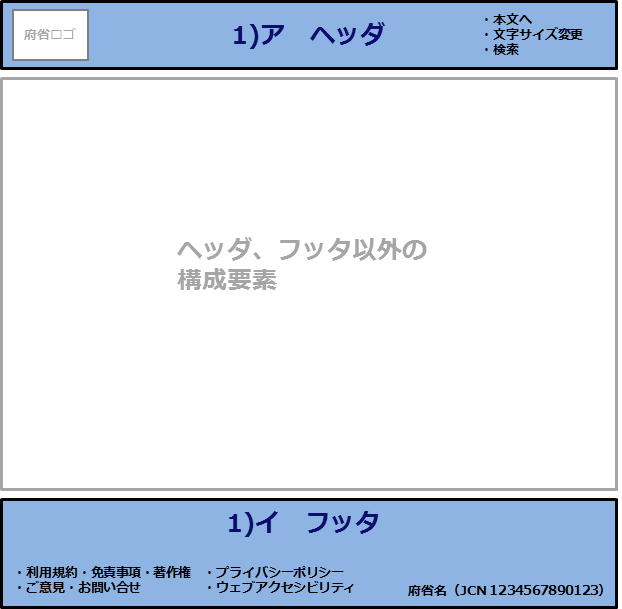 府省ロゴ
1)ア　ヘッダ
・本文へ
・文字サイズ変更
・検索
ヘッダ、フッタ以外の
構成要素
1)イ　フッタ
・利用規約・免責事項・著作権
・ご意見・お問い合せ
・プライバシーポリシー
・ウェブアクセシビリティ
府省名（JCN 1234567890123）